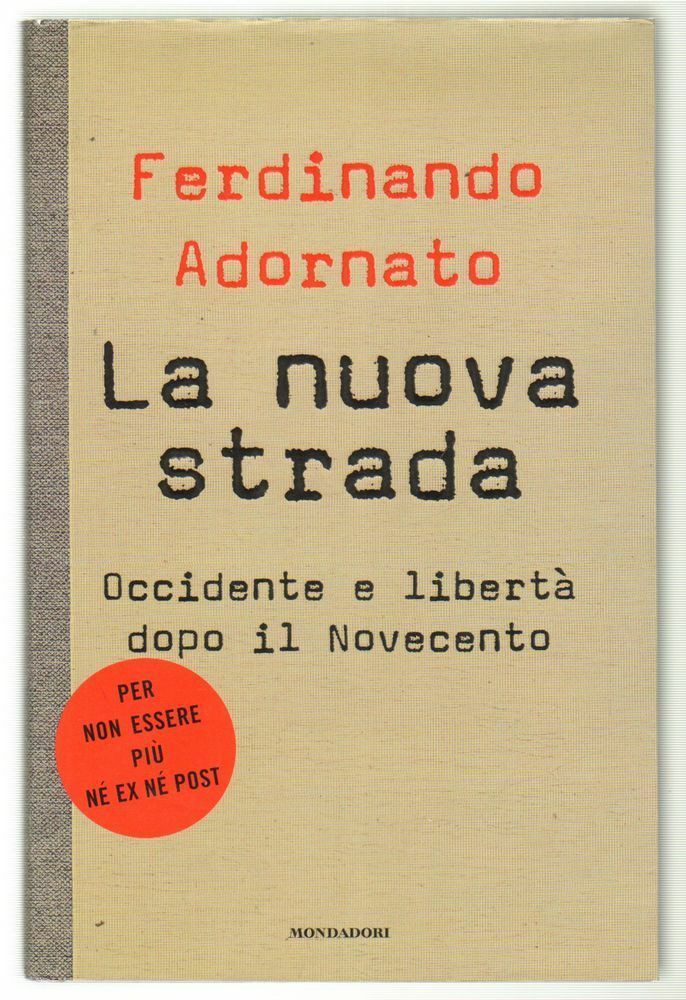 Ferdinando
Adornato
La nuova
strada
Occidente e libertà
dopo il Novecento
PER
NON ESSERE
PIÙ
NÉ EX NÉ POST
MONDADORI